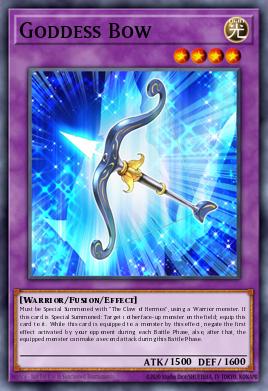 GODDESS BOW
光
[WARRIOR/FUSION/EFFECT]
Must be Special Summoned with "The Claw of Hermos", using a Warrior monster. If
this card is Special Summoned: Target 1 other face-up monster on the field; equip this
card to it. While this card is equipped to a monster by this effect, negate the first
effect activated by your opponent during each Battle Phase, also, after that, the
equipped monster can make a second attack during this Battle Phase.
ATK/1500 DEF/1600